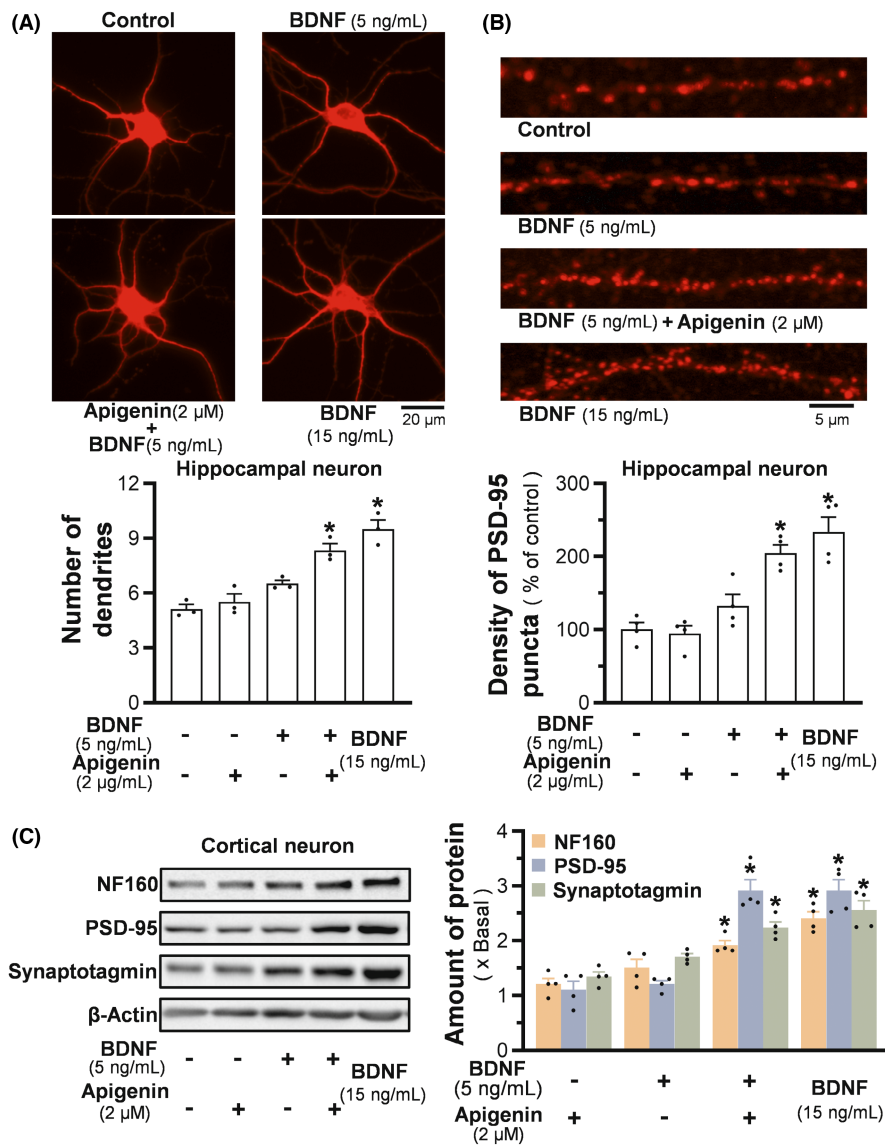 (A)
Control
BDNF (5 ng/mL)
Apigenin(2 µM)
+
BDNF(5 ng/mL)
BDNF
(15 ng/mL)
20 µm
Hippocampal neuron
Number of
dendrites
12
9
6
3
0
*
*
BDNF
(5 ng/mL)
- - + +
BDNF
(15 ng/mL)
Apigenin
(2 µg/mL)
- + - +
(B)
Control
BDNF (5 ng/mL)
BDNF (5 ng/mL) + Apigenin (2 µM)
BDNF (15 ng/mL)
5 µm
Hippocampal neuron
Density of PSD-95
puncta ( % of control )
300
200
100
0
*
*
BDNF
(5 ng/mL)
- - + +
BDNF
(15 ng/mL)
Apigenin
(2 µg/mL)
- + - +
(C)
Cortical neuron
NF160
PSD-95
Synaptotagmin
β-Actin
BDNF
(5 ng/mL)
- - + +
BDNF
(15 ng/mL)
Apigenin
(2 µM)
- + - +
Amount of protein
( x Basal )
4
3
2
1
0
NF160
PSD-95
Synaptotagmin
* * *
* * *
BDNF
(5 ng/mL)
- + +
BDNF
(15 ng/mL)
Apigenin
(2 µM)
+ - +